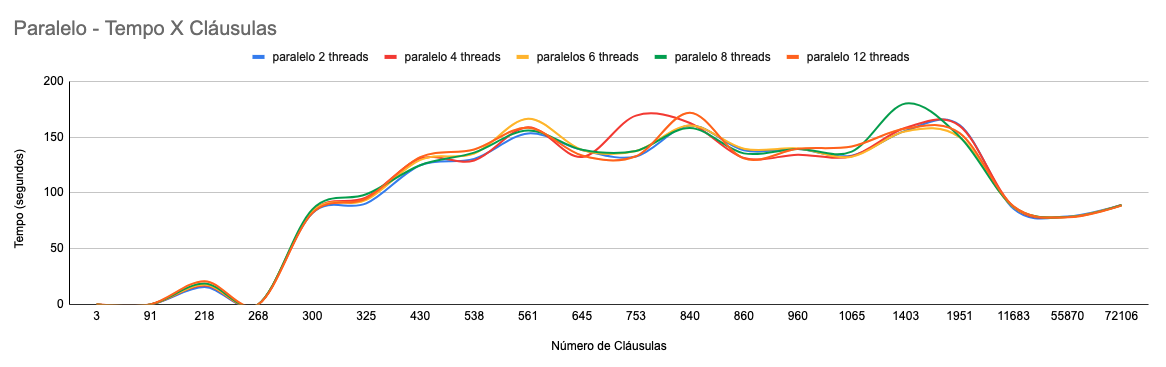 Paralelo - Tempo X Cláusulas
paralelo 2 threads paralelo 4 threads paralelos 6 threads paralelo 8 threads paralelo 12 threads
200
150
100
50
0
Tempo (segundos)
3 91 218 268 300 325 430 538 561 645 753 840 860 960 1065 1403 1951 11683 55870 72106
Número de Cláusulas